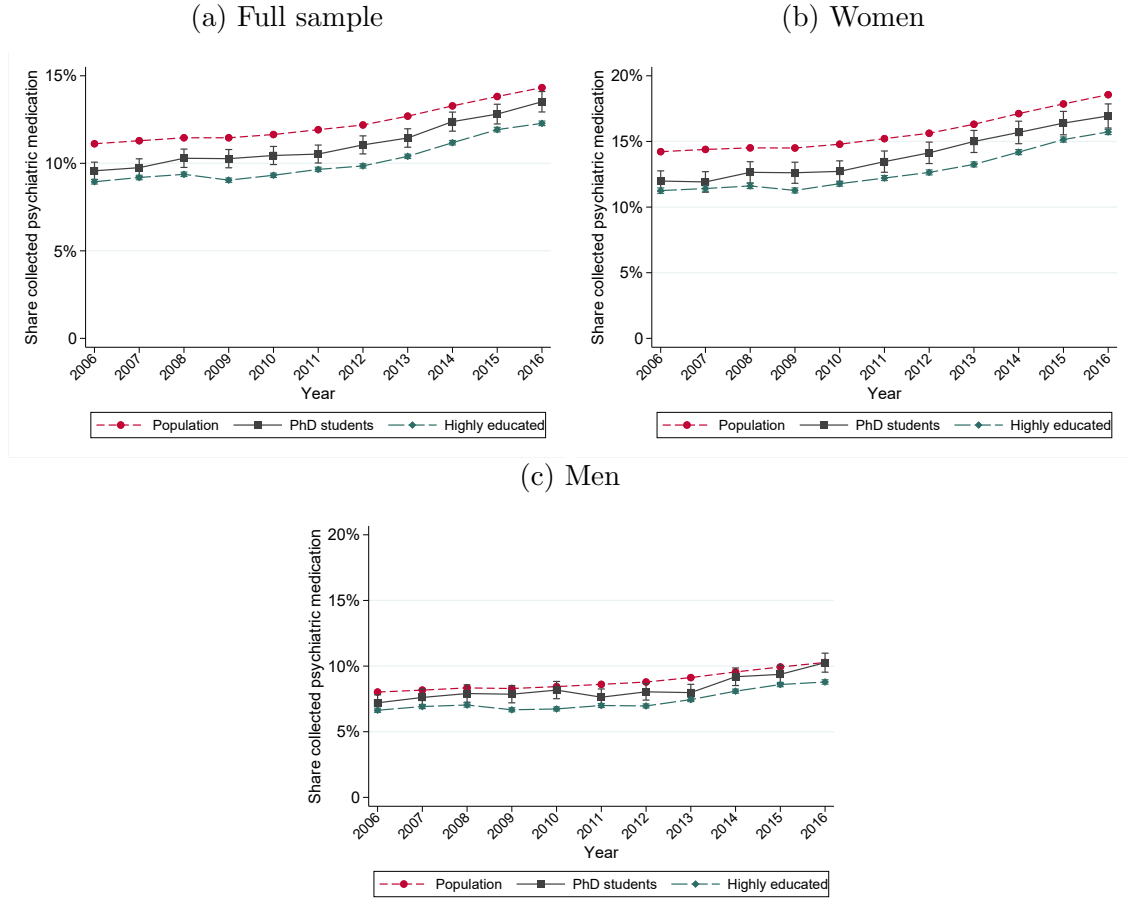 (a) Full sample
(b) Women
Share collected psychiatric medication
15%
10%
5%
0
2006 2007 2008 2009 2010 2011 2012 2013 2014 2015 2016
Year
Population PhD students Highly educated
Share collected psychiatric medication
20%
15%
10%
5%
0
2006 2007 2008 2009 2010 2011 2012 2013 2014 2015 2016
Year
Population PhD students Highly educated
(c) Men
Share collected psychiatric medication
20%
15%
10%
5%
0
2006 2007 2008 2009 2010 2011 2012 2013 2014 2015 2016
Year
Population PhD students Highly educated